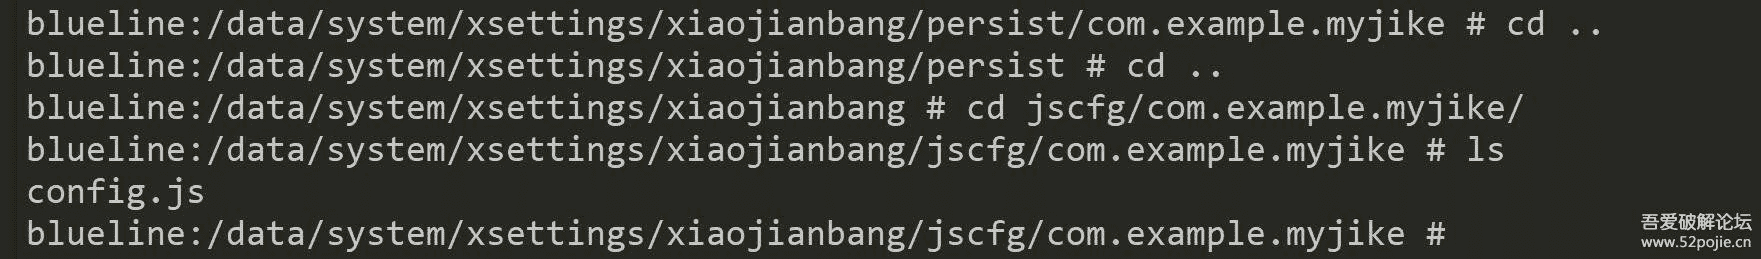 blueline:/data/system/xsettings/xiaojianbang/persist/com.example.myjike # cd ..
blueline:/data/system/xsettings/xiaojianbang/persist # cd ..
blueline:/data/system/xsettings/xiaojianbang # cd jscfg/com.example.myjike/
blueline:/data/system/xsettings/xiaojianbang/jscfg/com.example.myjike # ls
config.js
blueline:/data/system/xsettings/xiaojianbang/jscfg/com.example.myjike #
吾爱破解论坛
www.52pojie.cn